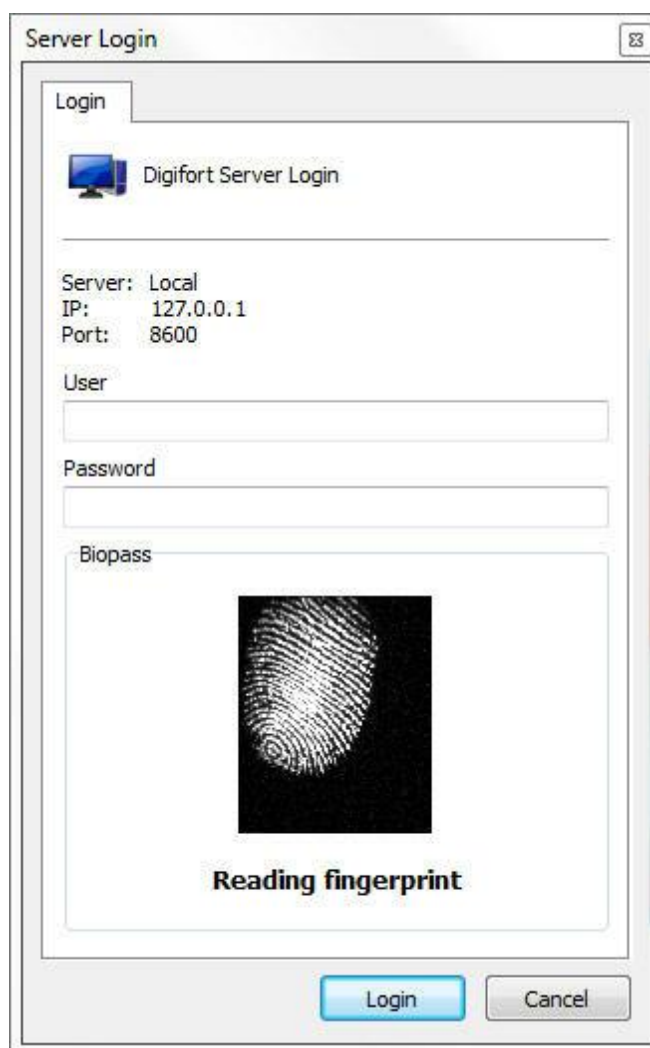 Server Login
Login
Digifort Server Login
Server: Local
IP: 127.0.0.1
Port: 8600
User
Password
Biopass
Reading fingerprint
Login Cancel